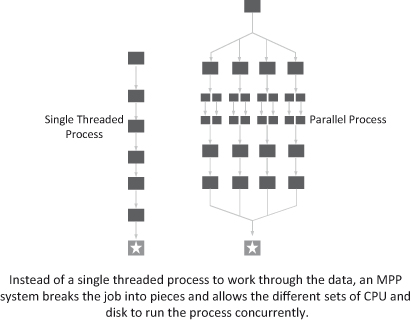 Single Threaded
Process
Parallel Process
Instead of a single threaded process to work through the data, an MPP
system breaks the job into pieces and allows the different sets of CPU and
disk to run the process concurrently.